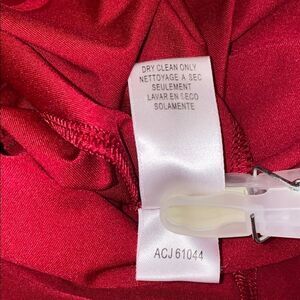 DRY CLEAN ONLY
NETTOYAGE A SEC
SEULEMENT
LAVAR EN SECO
SOLAMENTE
ACJ 61044